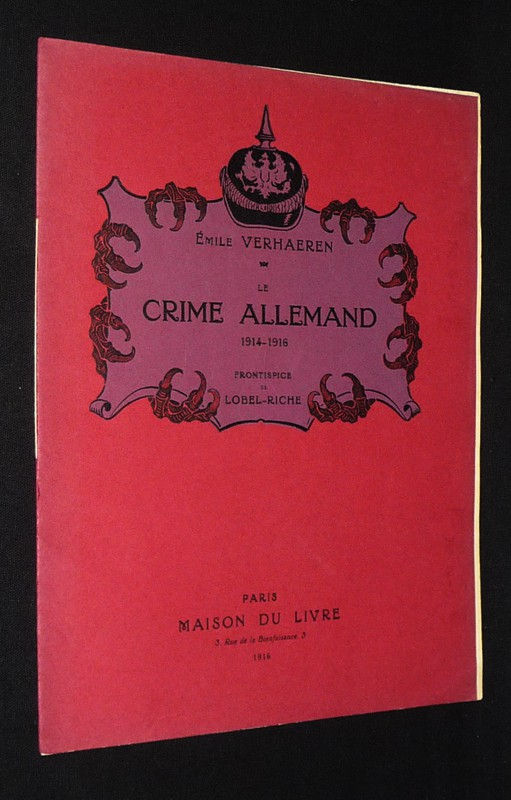 ÉMILE VERHAEREN
LE
CRIME ALLEMAND
1914-1916
FRONTISPICE
DE
LOBEL-RICHE
PARIS
MAISON DU LIVRE
3, Rue de la Bienfaisance, 3
1916